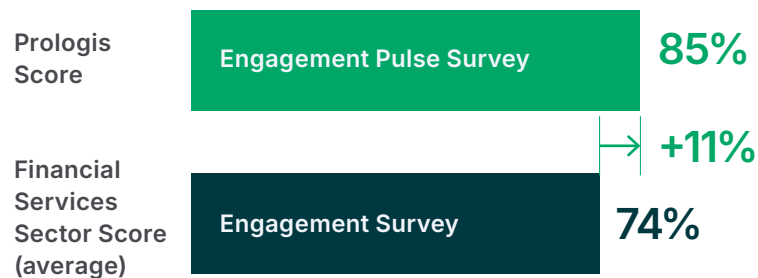 Prologis
Score
Engagement Pulse Survey
85%
+11%
Financial
Services
Sector Score
(average)
Engagement Survey
74%